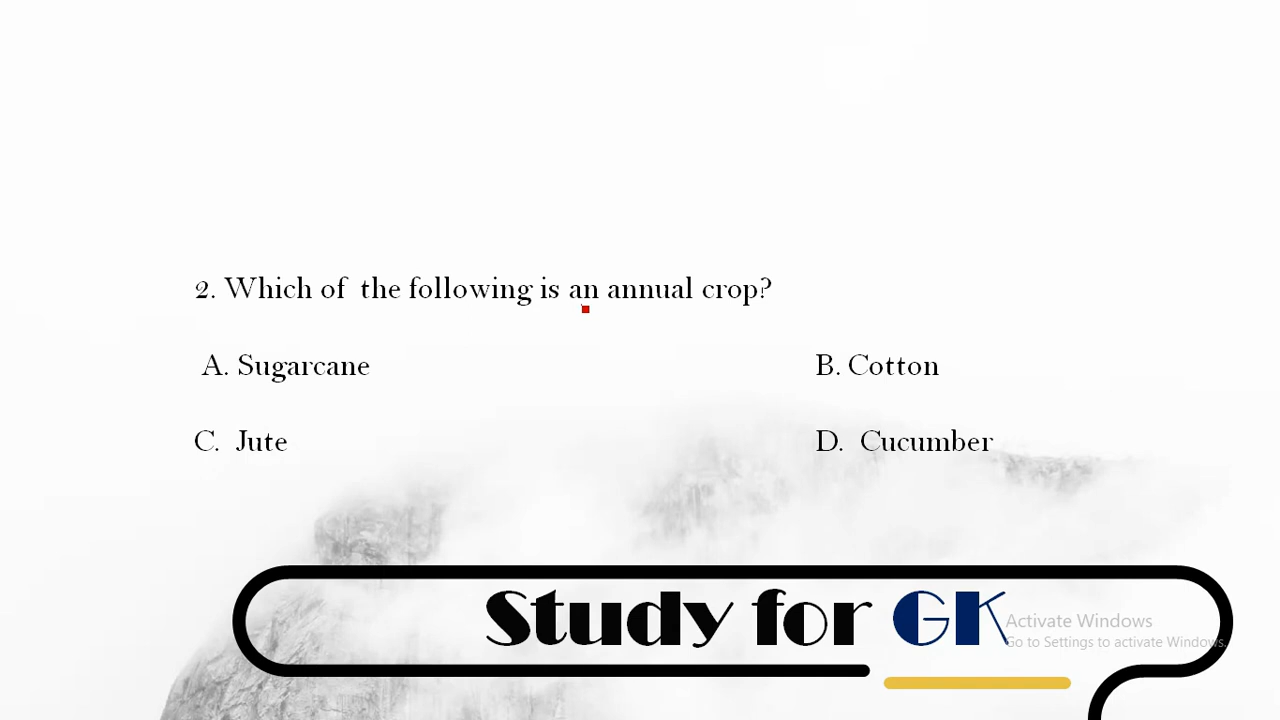 2. Which of the following is an annual crop?
A. Sugarcane
B. Cotton
C. Jute
D. Cucumber
Study for GK
Activate Windows
Go to Settings to activate Windows.